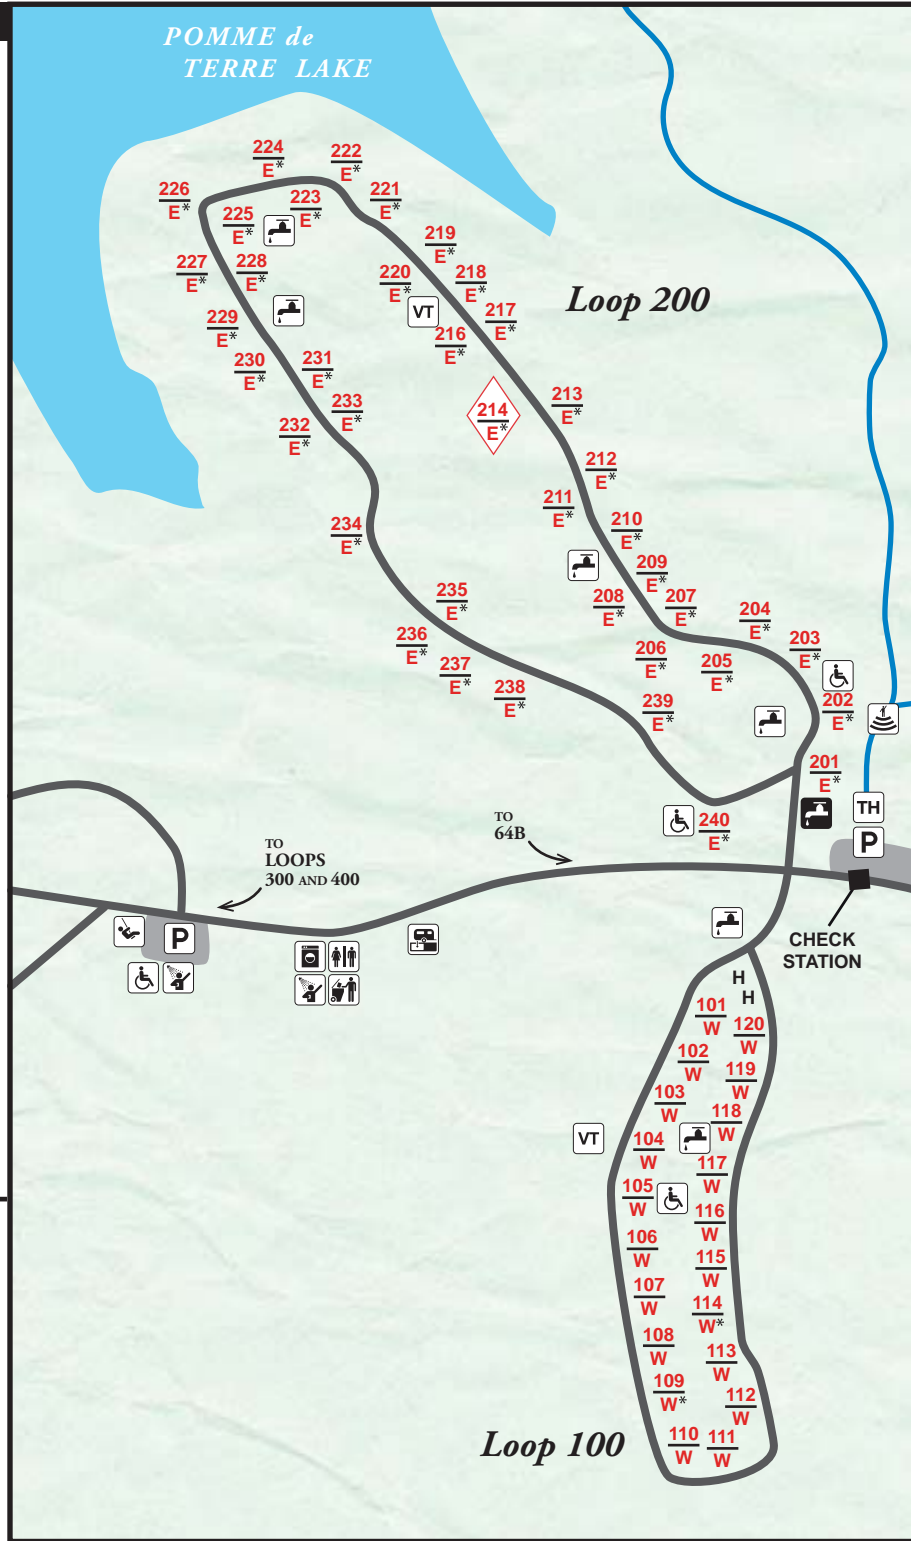 POMME de
TERRE LAKE
224
E*
222
E*
226
E*
223
E*
221
E*
225
E*
219
E*
227
E*
228
E*
220
E*
218
E*
Loop 200
VT
217
E*
229
E*
216
E*
230
E*
231
E*
213
E*
214
E*
233
E*
232
E*
212
E*
211
E*
210
E*
234
E*
209
E*
235
E*
208
E*
207
E*
204
E*
236
E*
206
E*
205
E*
203
E*
237
E*
238
E*
239
E*
202
E*
201
E*
TH
240
E*
P
TO
64B
TO
LOOPS
300 AND 400
P
CHECK
STATION
H
H
101
W
120
W
102
W
119
W
103
W
118
W
VT
104
W
117
W
105
W
116
W
106
W
115
W
107
W
114
W*
108
W
113
W
109
W*
112
W
Loop 100
110
W
111
W